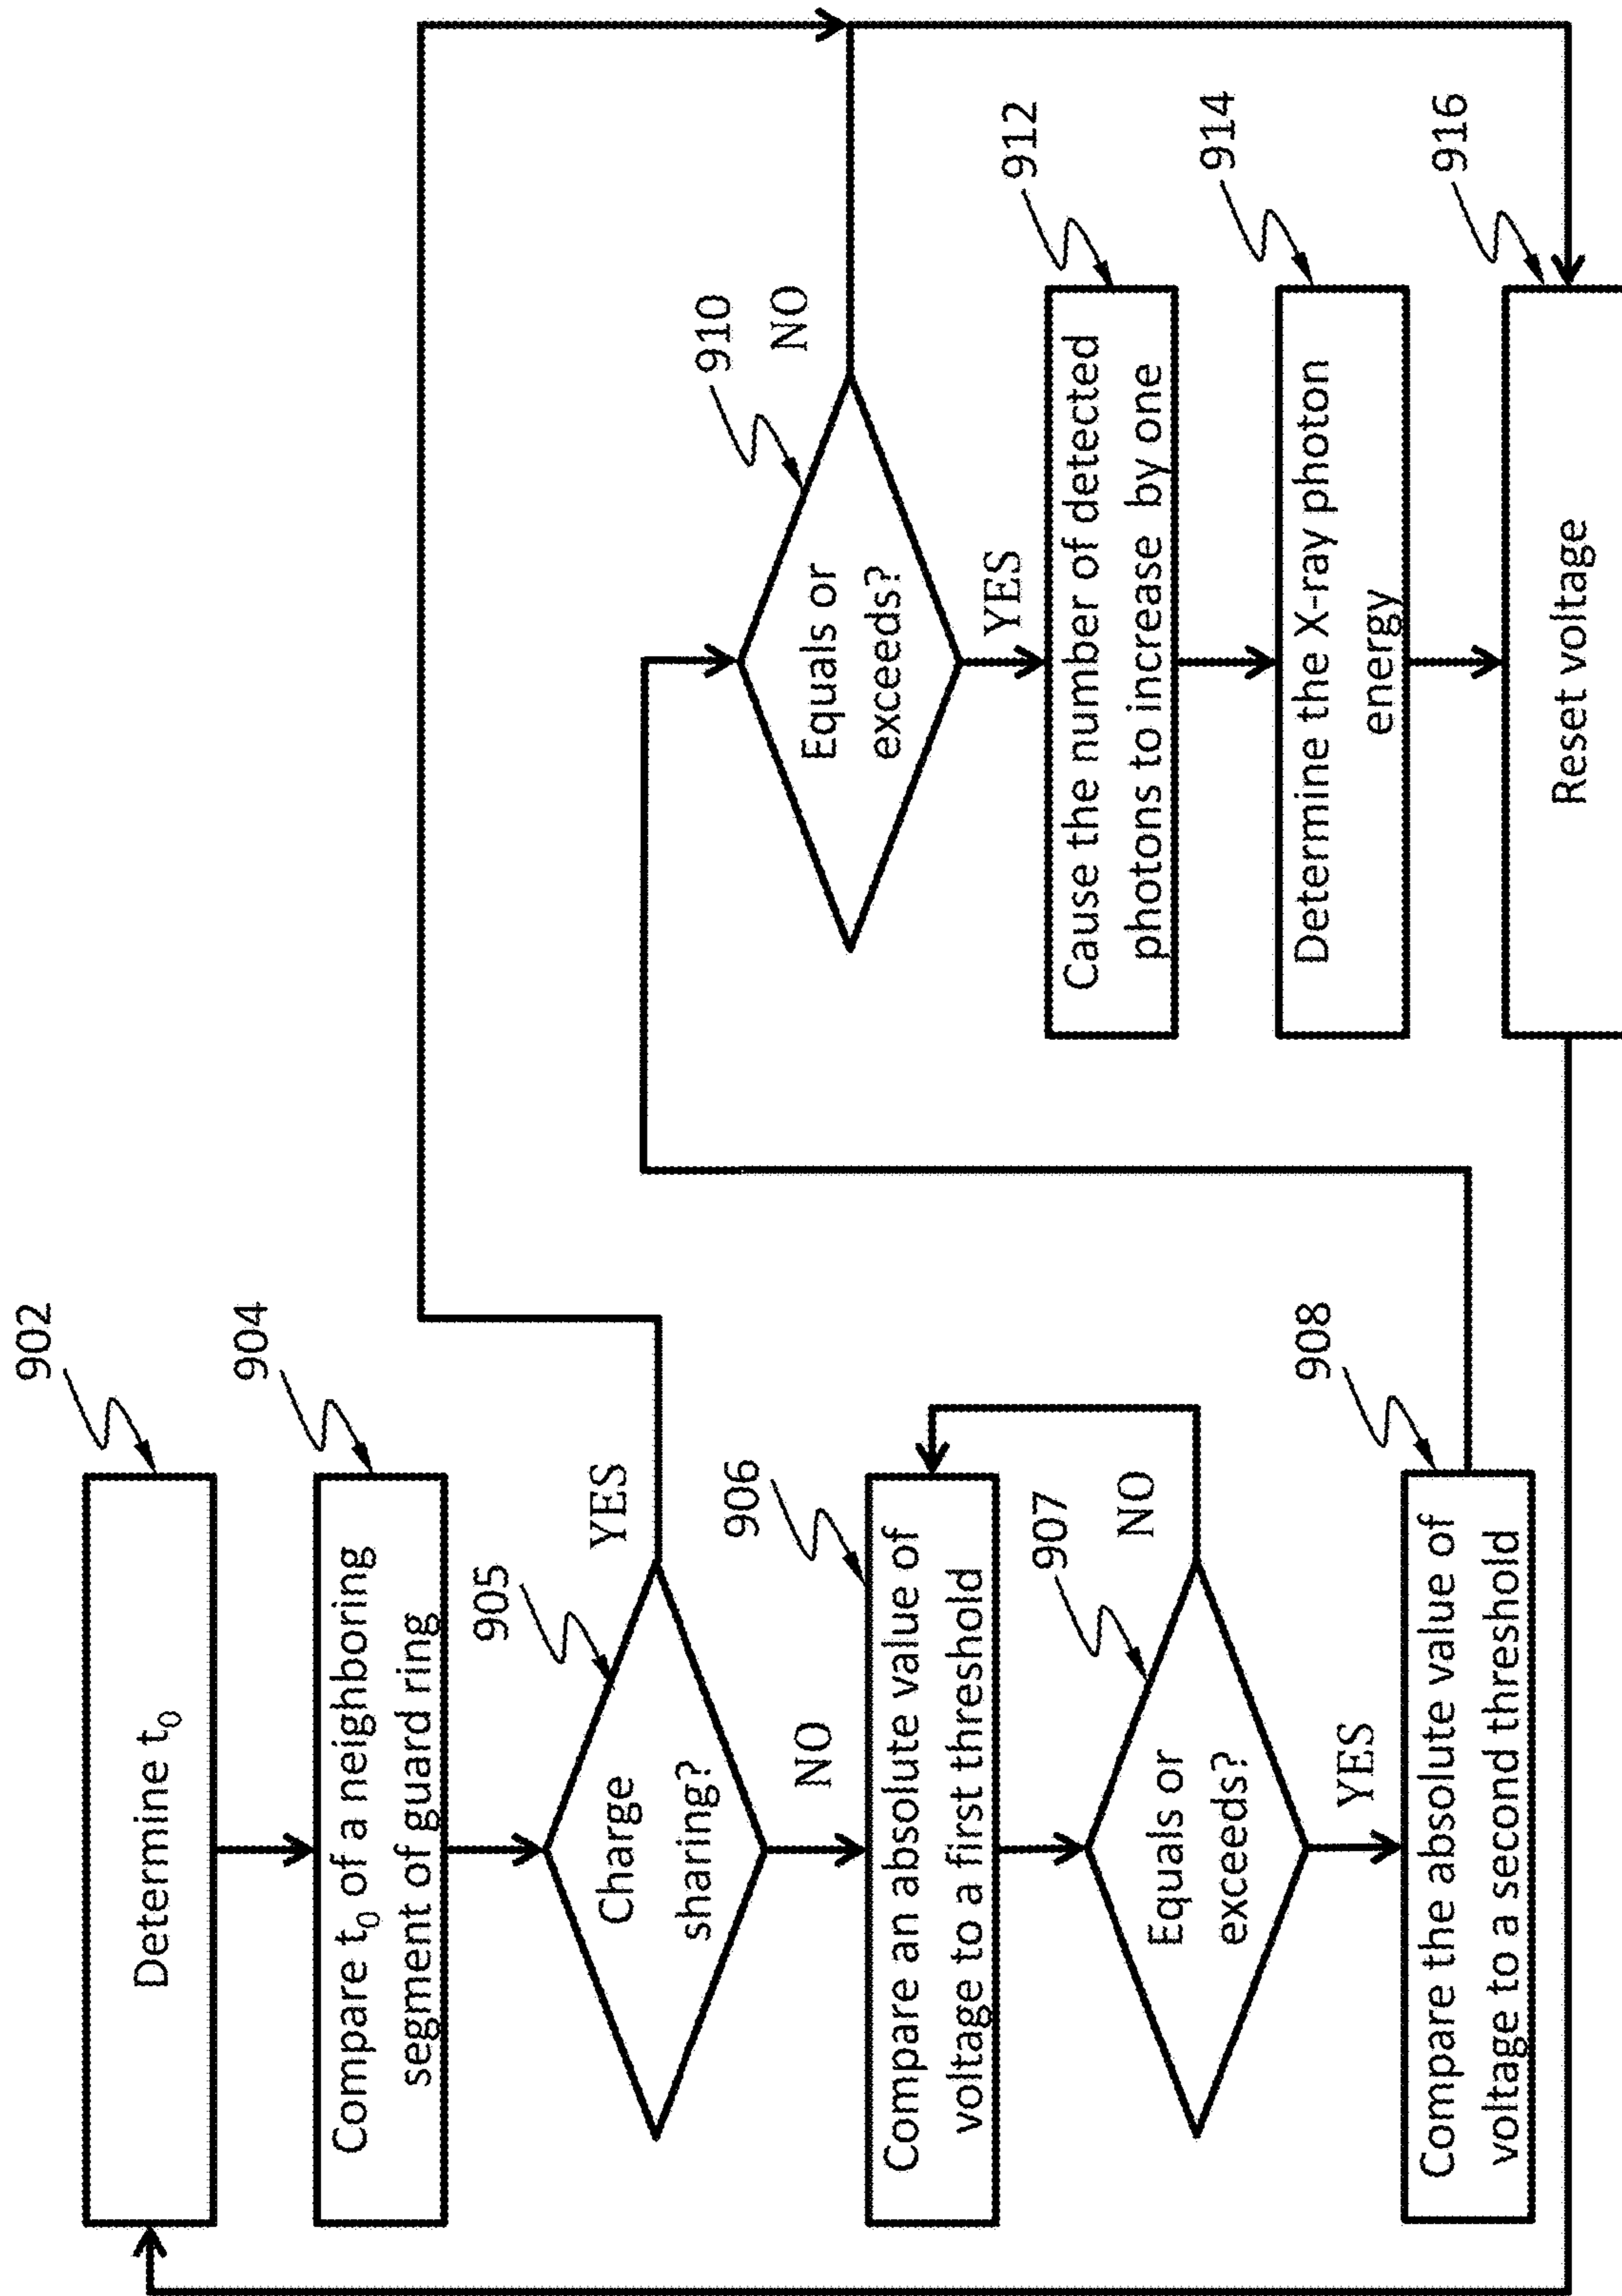 902
Determine t₀
904
Compare t₀ of a neighboring
segment of guard ring
905
Charge
sharing?
YES
NO
906
Compare an absolute value of
voltage to a first threshold
907
Equals or
exceeds?
NO
YES
908
Compare the absolute value of
voltage to a second threshold
910
Equals or
exceeds?
NO
YES
912
Cause the number of detected
photons to increase by one
914
Determine the X-ray photon
energy
916
Reset voltage